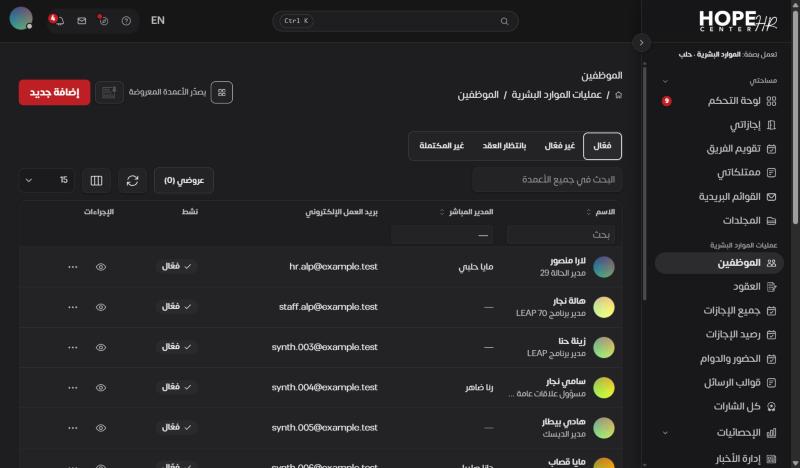 HOPE HR
CENTER
تعمل بصفة: الموارد البشرية - حلب
مساحتي
لوحة التحكم
9
إجازاتي
تقويم الفريق
ممتلكاتي
القوائم البريدية
المجلدات
عمليات الموارد البشرية
الموظفين
العقود
جميع الإجازات
رصيد الإجازات
الحضور والدوام
قوالب الرسائل
كل الشارات
الإحصائيات
إدارة الأخبار
Ctrl K
EN
4
الموظفين
/ عمليات الموارد البشرية / الموظفين
يصدّر الأعمدة المعروضة
إضافة جديد
فعّال
غير فعّال
بانتظار العقد
غير المكتملة
البحث في جميع الأعمدة
عروضي (0)
15
الاسم
المدير المباشر
بريد العمل الإلكتروني
نشط
الإجراءات
بحث
—
لارا منصور
مدير الحالة 29
مايا حلبي
hr.alp@example.test
فعّال
هالة نجار
مدير برنامج LEAP 70
—
staff.alp@example.test
فعّال
زينة حنا
مدير برنامج LEAP
—
synth.003@example.test
فعّال
سامي نجار
مسؤول علاقات عامة ...
رنا ضاهر
synth.004@example.test
فعّال
هادي بيطار
مدير الديسك
—
synth.005@example.test
فعّال
مايا قصاب
synth.006@example.test
فعّال